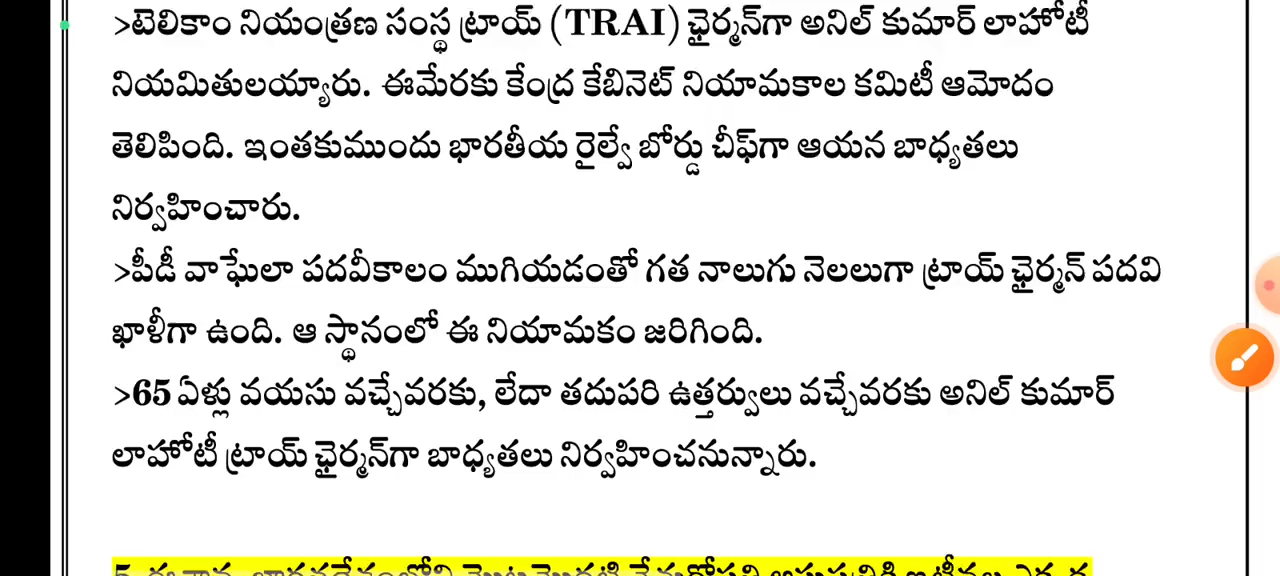 >టెలికాం నియంత్రణ సంస్థ ట్రాయ్ (TRAI) ఛైర్మన్‌గా అనిల్ కుమార్ లాహోటీ
నియమితులయ్యారు. ఈమేరకు కేంద్ర కేబినెట్ నియామకాల కమిటీ ఆమోదం
తెలిపింది. ఇంతకుముందు భారతీయ రైల్వే బోర్డు చీఫ్‌గా ఆయన బాధ్యతలు
నిర్వహించారు.
>పీడీ వాఘేలా పదవీకాలం ముగియడంతో గత నాలుగు నెలలుగా ట్రాయ్ ఛైర్మన్ పదవి
ఖాళీగా ఉంది. ఆ స్థానంలో ఈ నియామకం జరిగింది.
>65 ఏళ్లు వయసు వచ్చేవరకు, లేదా తదుపరి ఉత్తర్వులు వచ్చేవరకు అనిల్ కుమార్
లాహోటీ ట్రాయ్ ఛైర్మన్‌గా బాధ్యతలు నిర్వహించనున్నారు.